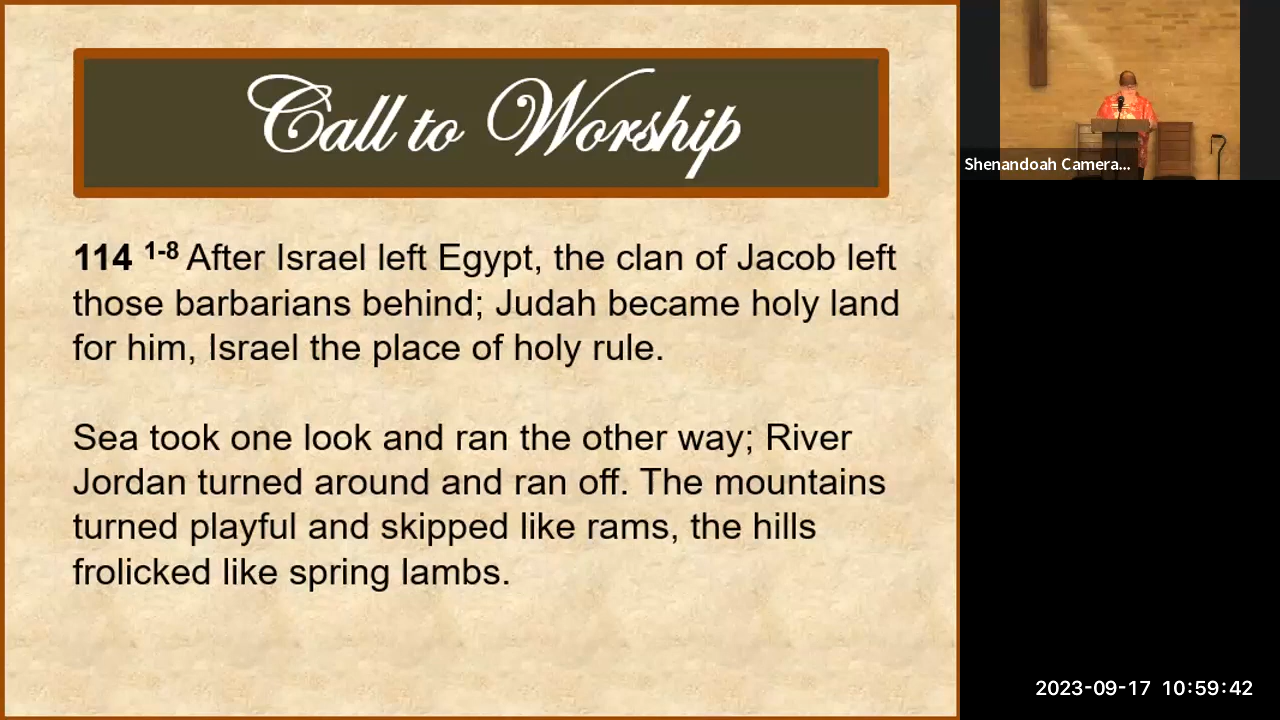 Call to Worship
114 1-8 After Israel left Egypt, the clan of Jacob left
those barbarians behind; Judah became holy land
for him, Israel the place of holy rule.
Sea took one look and ran the other way; River
Jordan turned around and ran off. The mountains
turned playful and skipped like rams, the hills
frolicked like spring lambs.
Shenandoah Camera...
2023-09-17 10:59:42